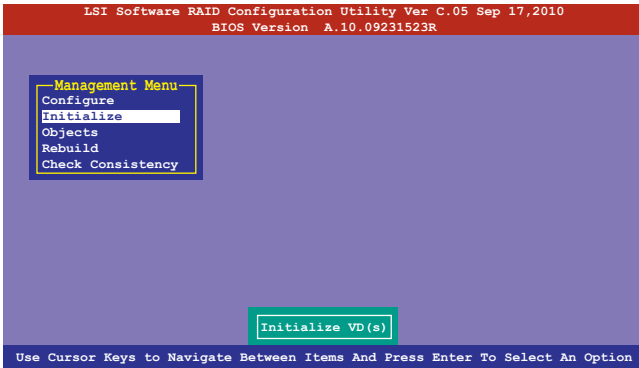 LSI Software RAID Configuration Utility Ver C.05 Sep 17,2010
BIOS Version A.10.09231523R
Management Menu
Configure
Initialize
Objects
Rebuild
Check Consistency
Initialize VD(s)
Use Cursor Keys to Navigate Between Items And Press Enter To Select An Option